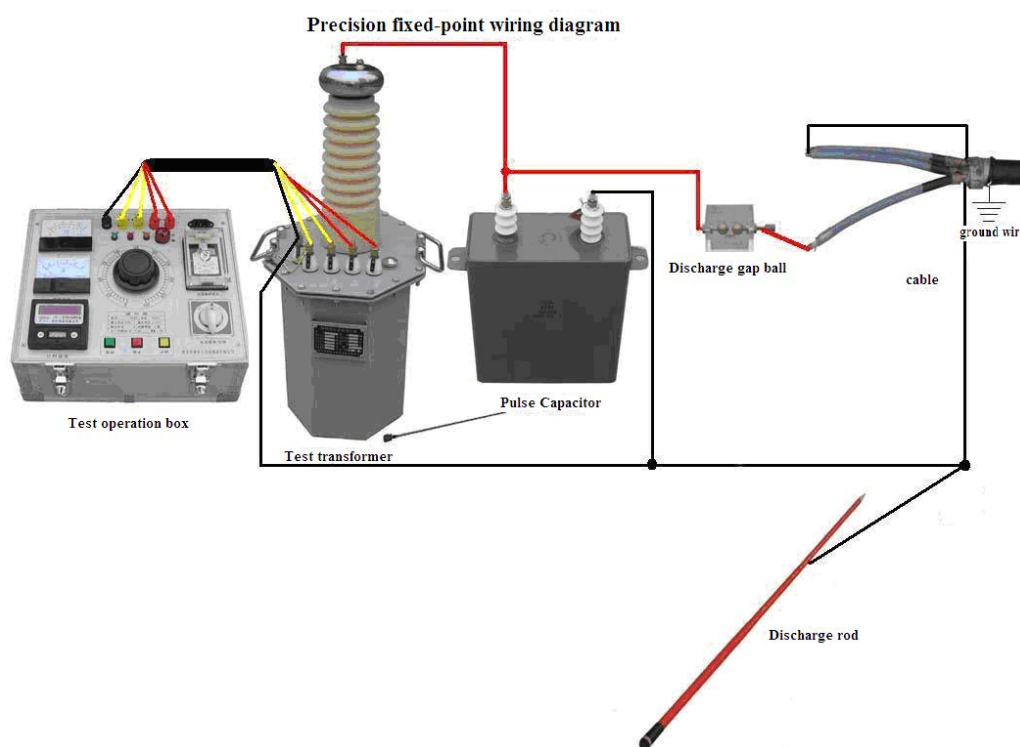 Precision fixed-point wiring diagram
ground wire
Discharge gap ball
cable
Pulse Capacitor
Test operation box
Test transformer
Discharge rod